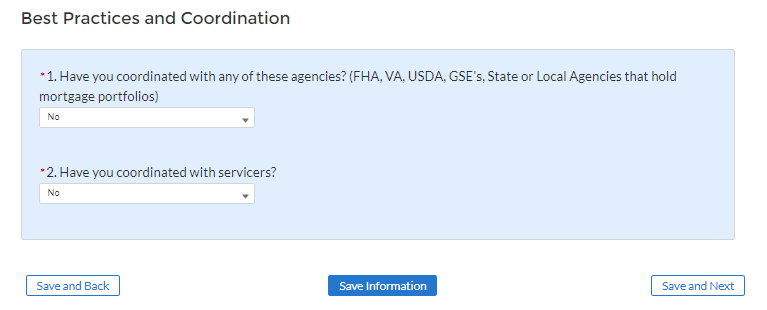 Best Practices and Coordination
*1. Have you coordinated with any of these agencies? (FHA, VA, USDA, GSE's, State or Local Agencies that hold
mortgage portfolios)
No
*2. Have you coordinated with servicers?
No
Save and Back
Save Information
Save and Next